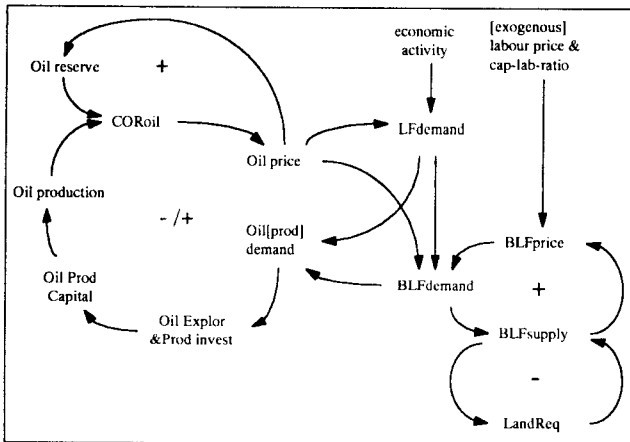 economic
activity
[exogenous]
labour price &
cap-lab-ratio
Oil reserve
+
CORoil
LFdemand
Oil price
Oil production
- /+
Oil[prod]
demand
BLFprice
Oil Prod
Capital
BLFdemand
+
Oil Explor
&Prod invest
BLFsupply
-
LandReq